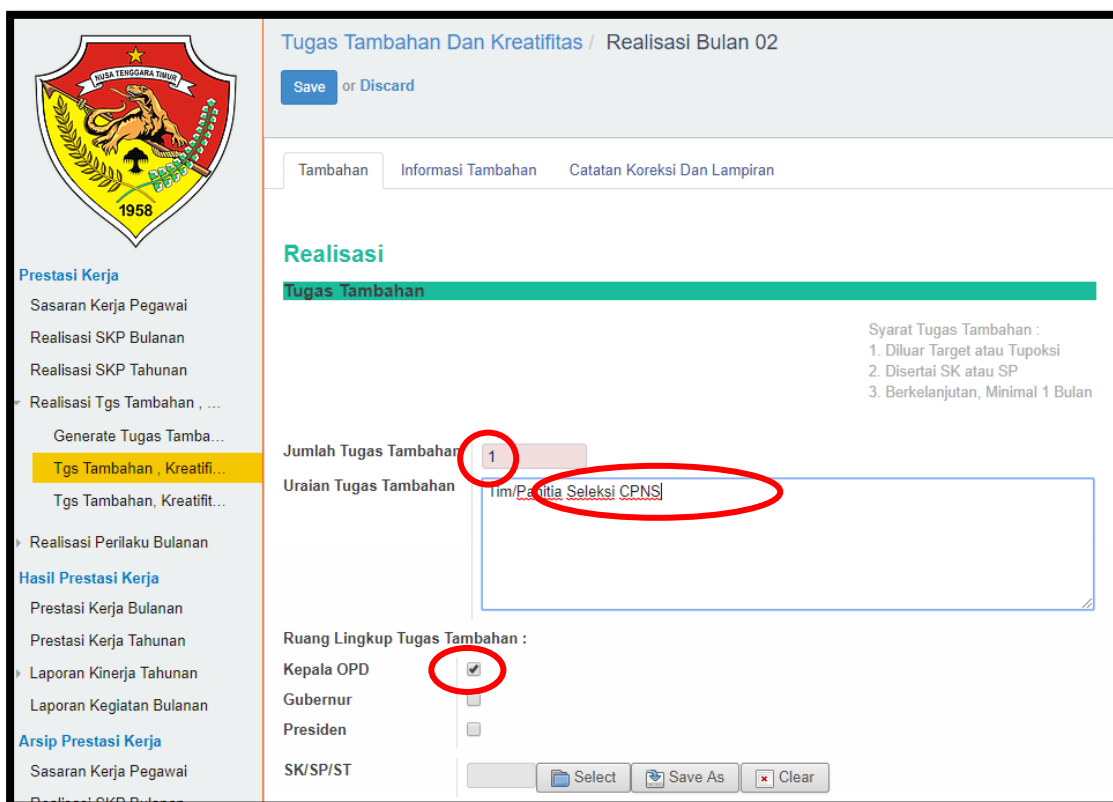 NUSA TENGGARA TIMUR
1958
Prestasi Kerja
Sasaran Kerja Pegawai
Realisasi SKP Bulanan
Realisasi SKP Tahunan
Realisasi Tgs Tambahan , ...
Generate Tugas Tamba...
Tgs Tambahan , Kreatifi...
Tgs Tambahan, Kreatifit...
Realisasi Perilaku Bulanan
Hasil Prestasi Kerja
Prestasi Kerja Bulanan
Prestasi Kerja Tahunan
Laporan Kinerja Tahunan
Laporan Kegiatan Bulanan
Arsip Prestasi Kerja
Sasaran Kerja Pegawai
Realisasi SKP Bulanan
Tugas Tambahan Dan Kreatifitas / Realisasi Bulan 02
Save or Discard
Tambahan Informasi Tambahan Catatan Koreksi Dan Lampiran
Realisasi
Tugas Tambahan
Syarat Tugas Tambahan :
1. Diluar Target atau Tupoksi
2. Disertai SK atau SP
3. Berkelanjutan, Minimal 1 Bulan
Jumlah Tugas Tambahan 1
Uraian Tugas Tambahan Tim/Panitia Seleksi CPNS
Ruang Lingkup Tugas Tambahan :
Kepala OPD
Gubernur
Presiden
SK/SP/ST Select Save As Clear